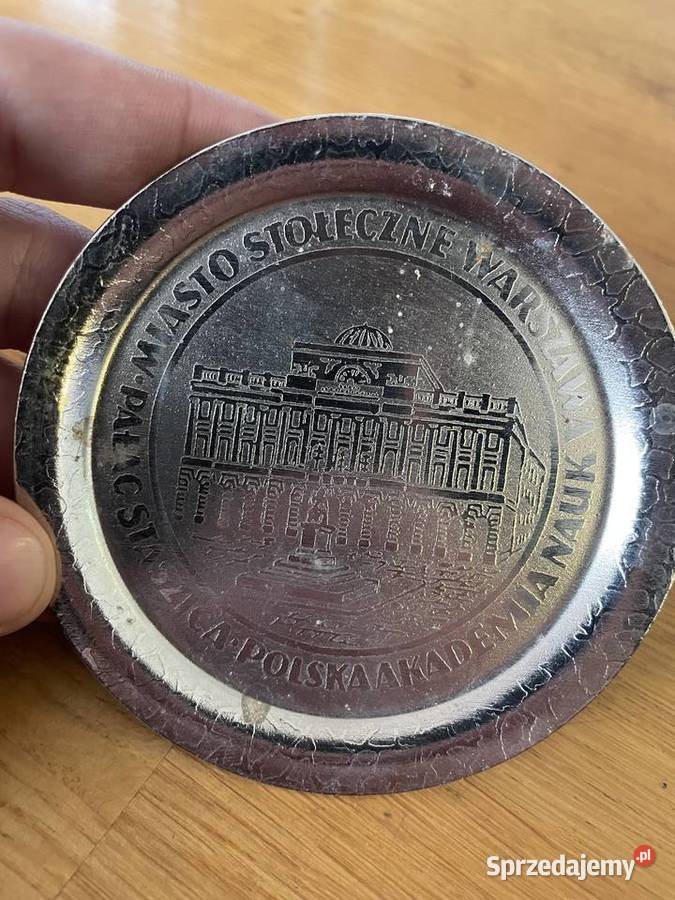 MIASTO STOŁECZNE WARSZAWA
PAŁAC STASZICA · POLSKA AKADEMIA NAUK
Sprzedajemy.pl